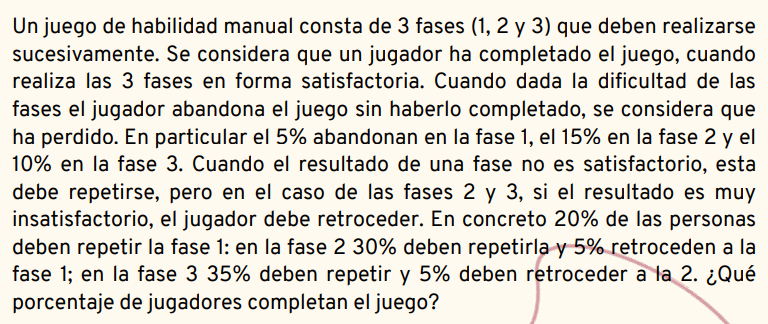 Un juego de habilidad manual consta de 3 fases (1, 2 y 3) que deben realizarse
sucesivamente. Se considera que un jugador ha completado el juego, cuando
realiza las 3 fases en forma satisfactoria. Cuando dada la dificultad de las
fases el jugador abandona el juego sin haberlo completado, se considera que
ha perdido. En particular el 5% abandonan en la fase 1, el 15% en la fase 2 y el
10% en la fase 3. Cuando el resultado de una fase no es satisfactorio, esta
debe repetirse, pero en el caso de las fases 2 y 3, si el resultado es muy
insatisfactorio, el jugador debe retroceder. En concreto 20% de las personas
deben repetir la fase 1: en la fase 2 30% deben repetirla y 5% retroceden a la
fase 1; en la fase 3 35% deben repetir y 5% deben retroceder a la 2. ¿Qué
porcentaje de jugadores completan el juego?